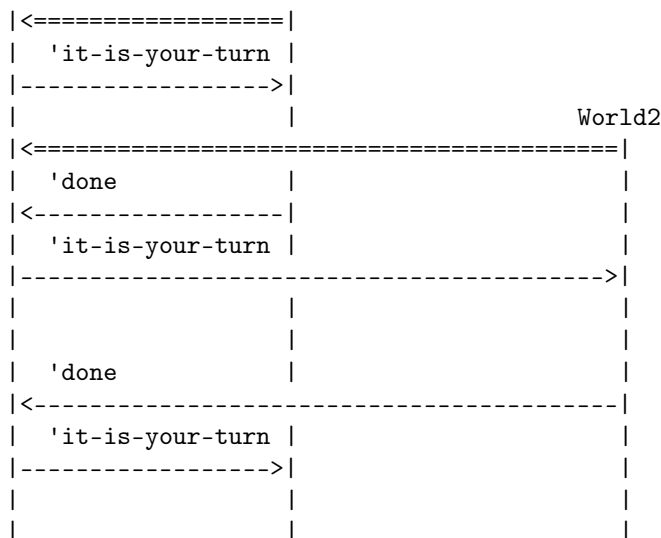 |<==================|
|  'it-is-your-turn |
|------------------>|
|                   |                    World2
|<==========================================|
|  'done            |                       |
|<------------------|                       |
|  'it-is-your-turn |                       |
|------------------------------------------>|
|                   |                       |
|                   |                       |
|  'done            |                       |
|<------------------------------------------|
|  'it-is-your-turn |                       |
|------------------>|                       |
|                   |                       |
|                   |                       |